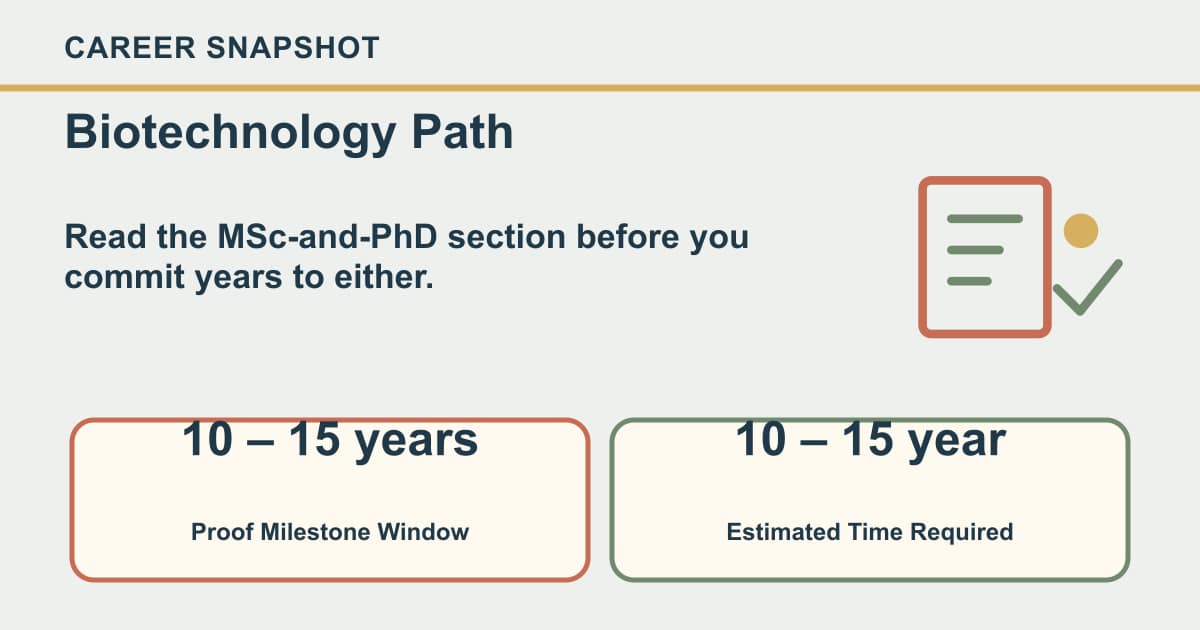 CAREER SNAPSHOT
Biotechnology Path
Read the MSc-and-PhD section before you
commit years to either.
10 – 15 years
Proof Milestone Window
10 – 15 year
Estimated Time Required